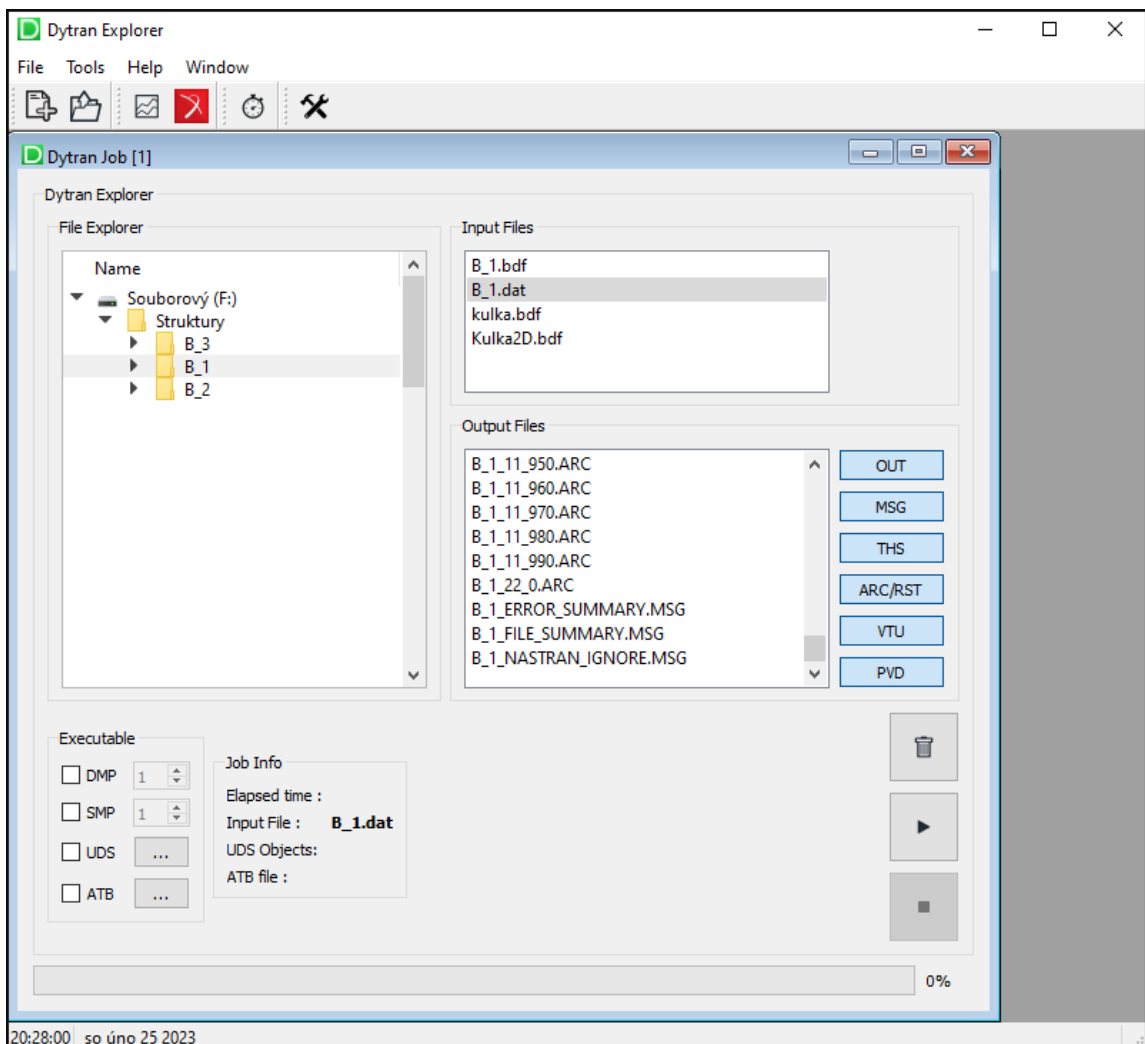 Dytran Explorer
File Tools Help Window
Dytran Job [1]
Dytran Explorer
File Explorer
Name
Souborový (F:)
Struktury
B_3
B_1
B_2
Input Files
B_1.bdf
B_1.dat
kulka.bdf
Kulka2D.bdf
Output Files
B_1_11_950.ARC
B_1_11_960.ARC
B_1_11_970.ARC
B_1_11_980.ARC
B_1_11_990.ARC
B_1_22_0.ARC
B_1_ERROR_SUMMARY.MSG
B_1_FILE_SUMMARY.MSG
B_1_NASTRAN_IGNORE.MSG
OUT
MSG
THS
ARC/RST
VTU
PVD
Executable
DMP 1
SMP 1
UDS ...
ATB ...
Job Info
Elapsed time :
Input File : B_1.dat
UDS Objects:
ATB file :
0%
20:28:00 so úno 25 2023